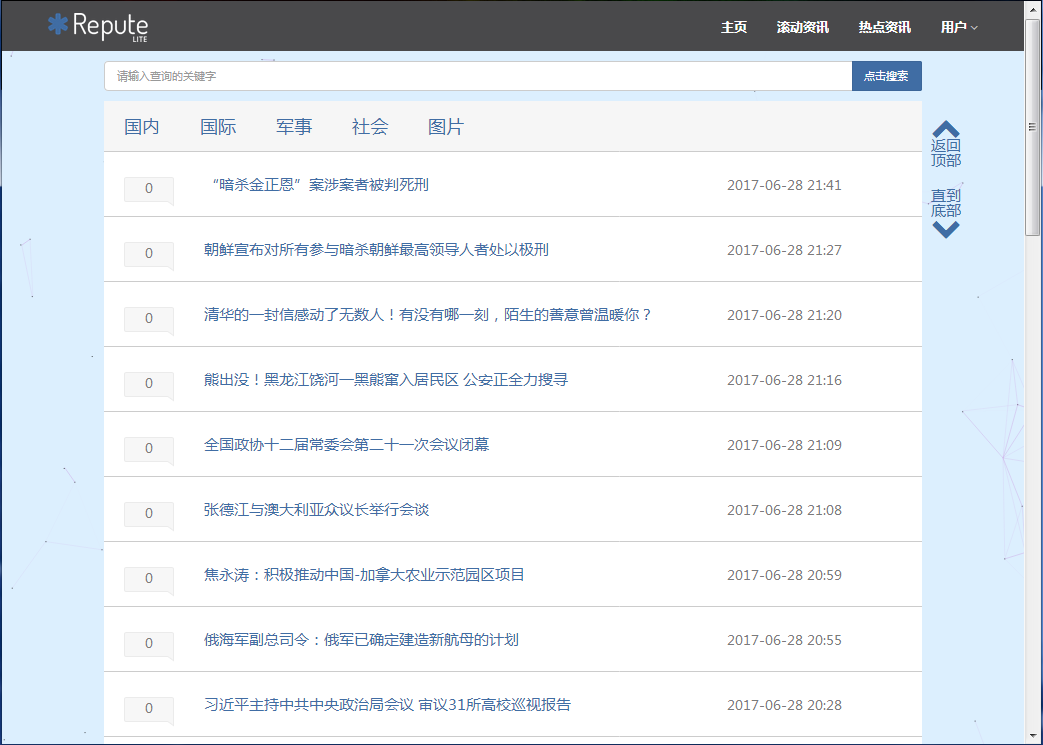 Repute
LITE
主页 滚动资讯 热点资讯 用户
请输入查询的关键字 点击搜索
国内 国际 军事 社会 图片
返回
顶部
直到
底部
0 “暗杀金正恩”案涉案者被判死刑 2017-06-28 21:41
0 朝鲜宣布对所有参与暗杀朝鲜最高领导人者处以极刑 2017-06-28 21:27
0 清华的一封信感动了无数人！有没有哪一刻，陌生的善意曾温暖你？ 2017-06-28 21:20
0 熊出没！黑龙江饶河一黑熊窜入居民区 公安正全力搜寻 2017-06-28 21:16
0 全国政协十二届常委会第二十一次会议闭幕 2017-06-28 21:09
0 张德江与澳大利亚众议长举行会谈 2017-06-28 21:08
0 焦永涛：积极推动中国-加拿大农业示范园区项目 2017-06-28 20:59
0 俄海军副总司令：俄军已确定建造新航母的计划 2017-06-28 20:55
0 习近平主持中共中央政治局会议 审议31所高校巡视报告 2017-06-28 20:28